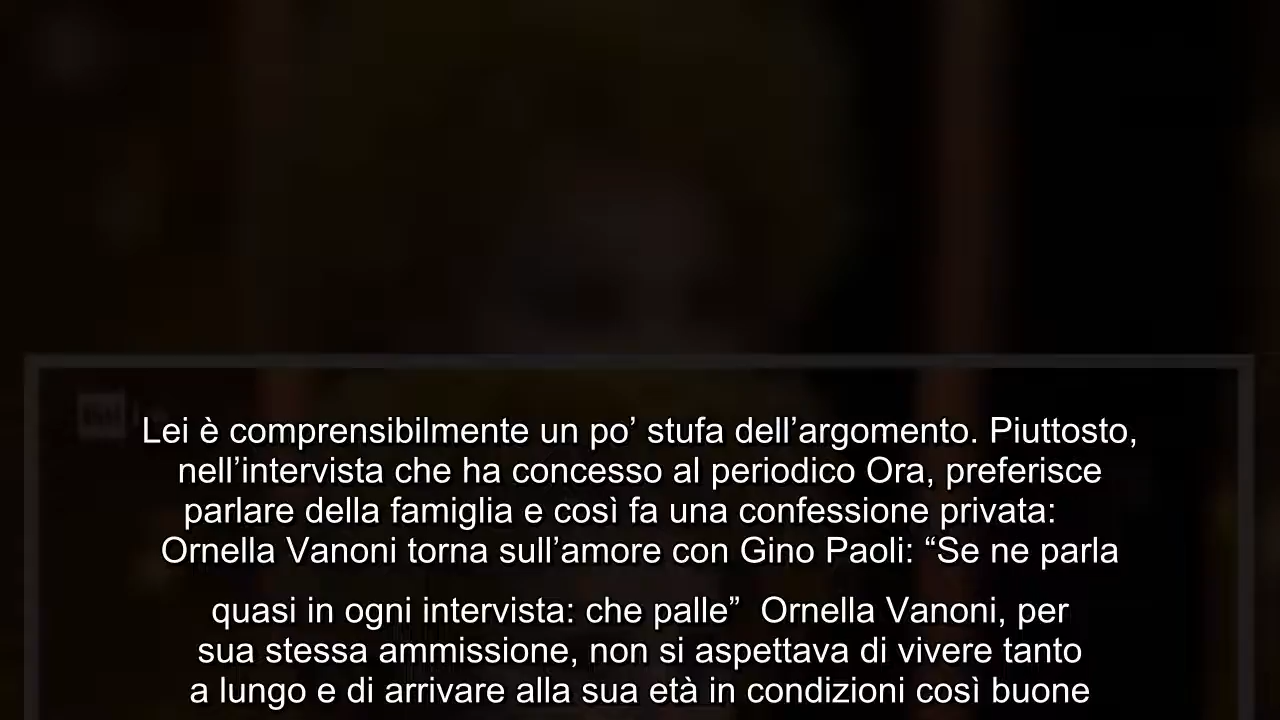 Lei è comprensibilmente un po’ stufa dell’argomento. Piuttosto,
nell’intervista che ha concesso al periodico Ora, preferisce
parlare della famiglia e così fa una confessione privata:
Ornella Vanoni torna sull’amore con Gino Paoli: “Se ne parla
quasi in ogni intervista: che palle”  Ornella Vanoni, per
sua stessa ammissione, non si aspettava di vivere tanto
a lungo e di arrivare alla sua età in condizioni così buone